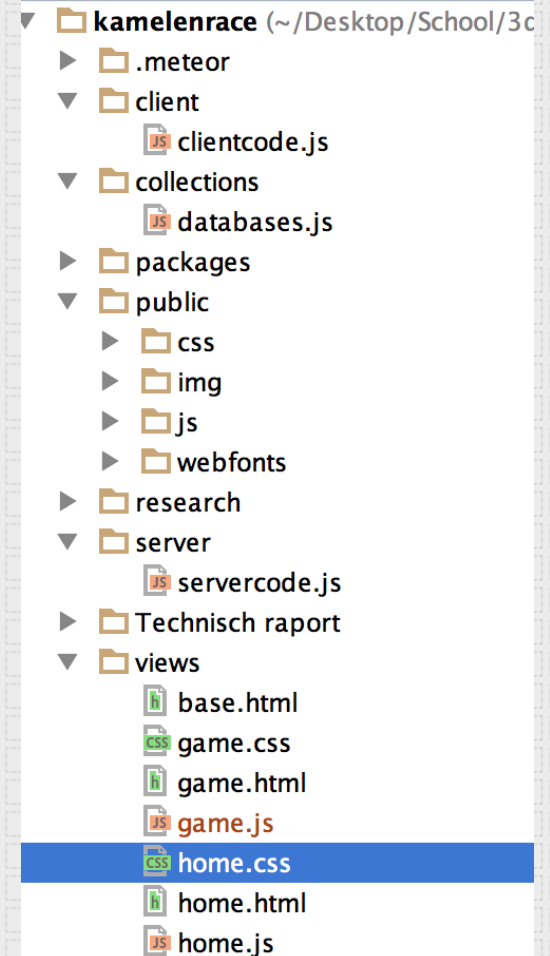 kamelenrace (~/Desktop/School/3d
.meteor
client
JS clientcode.js
collections
JS databases.js
packages
public
css
img
js
webfonts
research
server
JS servercode.js
Technisch raport
views
h base.html
CSS game.css
h game.html
JS game.js
CSS home.css
h home.html
JS home.js